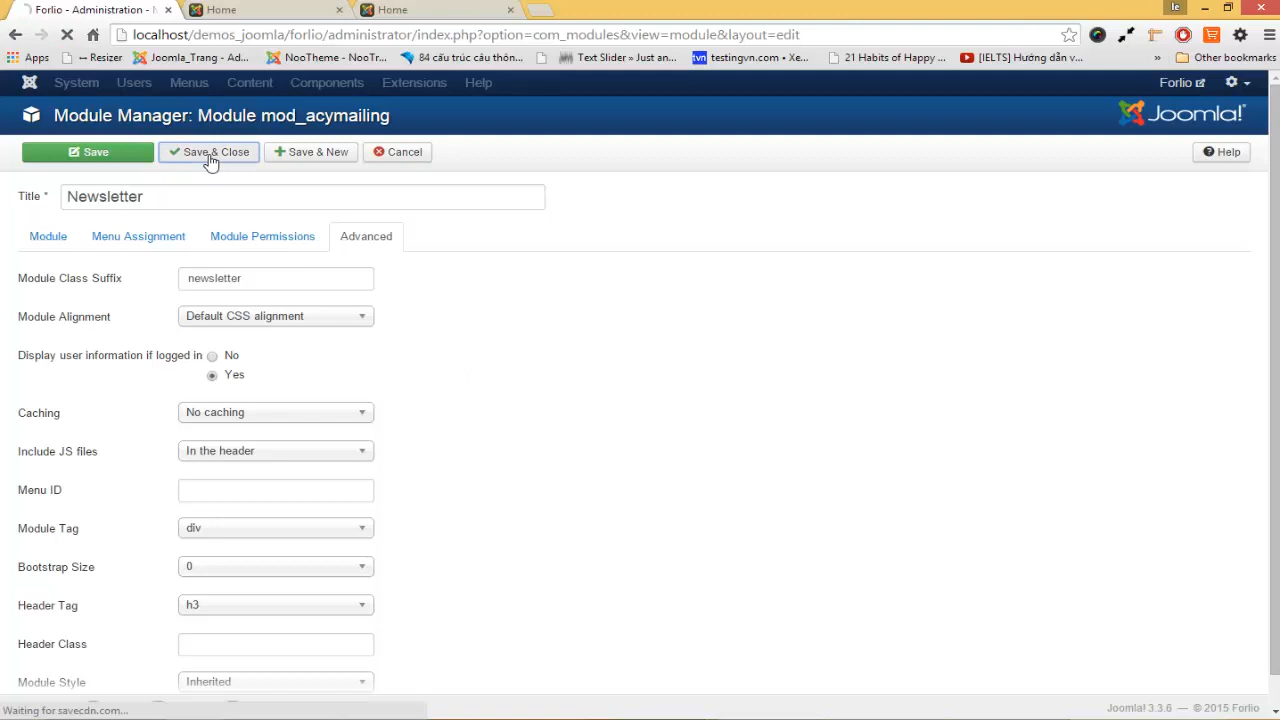 Forlio - Administration - N
Home
Home
le
localhost/demos_joomla/forlio/administrator/index.php?option=com_modules&view=module&layout=edit
Apps
-- Resizer
Joomla_Trang - Ad...
NooTheme - NooTr...
84 cấu trúc câu thôn...
Text Slider » Just an...
tvn
testingvn.com • Xe...
21 Habits of Happy ...
[IELTS] Hướng dẫn v...
»
Other bookmarks
System
Users
Menus
Content
Components
Extensions
Help
Forlio
Module Manager: Module mod_acymailing
Joomla!
Save
Save & Close
Save & New
Cancel
Help
Title *
Newsletter
Module
Menu Assignment
Module Permissions
Advanced
Module Class Suffix
newsletter
Module Alignment
Default CSS alignment
Display user information if logged in
No
Yes
Caching
No caching
Include JS files
In the header
Menu ID
Module Tag
div
Bootstrap Size
0
Header Tag
h3
Header Class
Module Style
Inherited
Waiting for savecdn.com...
Joomla! 3.3.6 — © 2015 Forlio